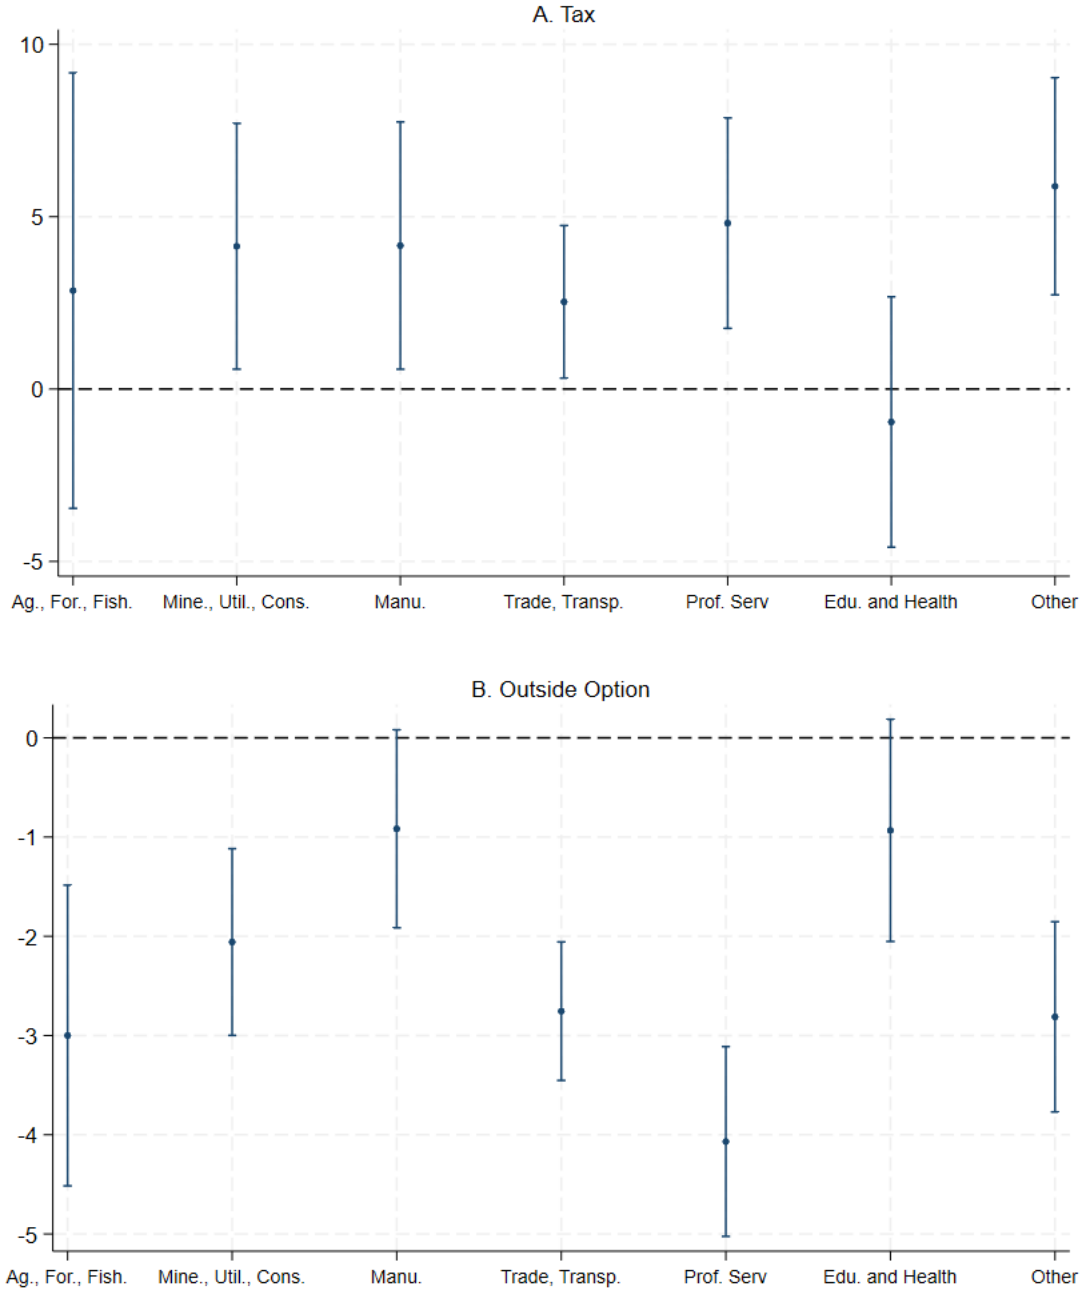 A. Tax
10
5
0
-5
Ag., For., Fish. Mine., Util., Cons. Manu. Trade, Transp. Prof. Serv Edu. and Health Other
B. Outside Option
0
-1
-2
-3
-4
-5
Ag., For., Fish. Mine., Util., Cons. Manu. Trade, Transp. Prof. Serv Edu. and Health Other